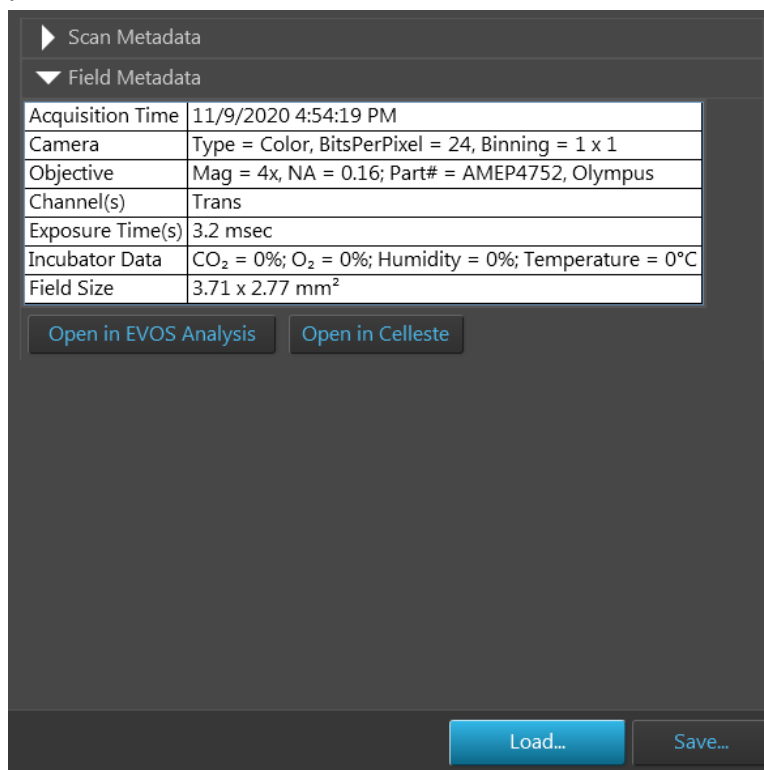 Scan Metadata
Field Metadata
Acquisition Time 11/9/2020 4:54:19 PM
Camera Type = Color, BitsPerPixel = 24, Binning = 1 x 1
Objective Mag = 4x, NA = 0.16; Part# = AMEP4752, Olympus
Channel(s) Trans
Exposure Time(s) 3.2 msec
Incubator Data CO₂ = 0%; O₂ = 0%; Humidity = 0%; Temperature = 0°C
Field Size 3.71 x 2.77 mm²
Open in EVOS Analysis Open in Celleste
Load... Save...